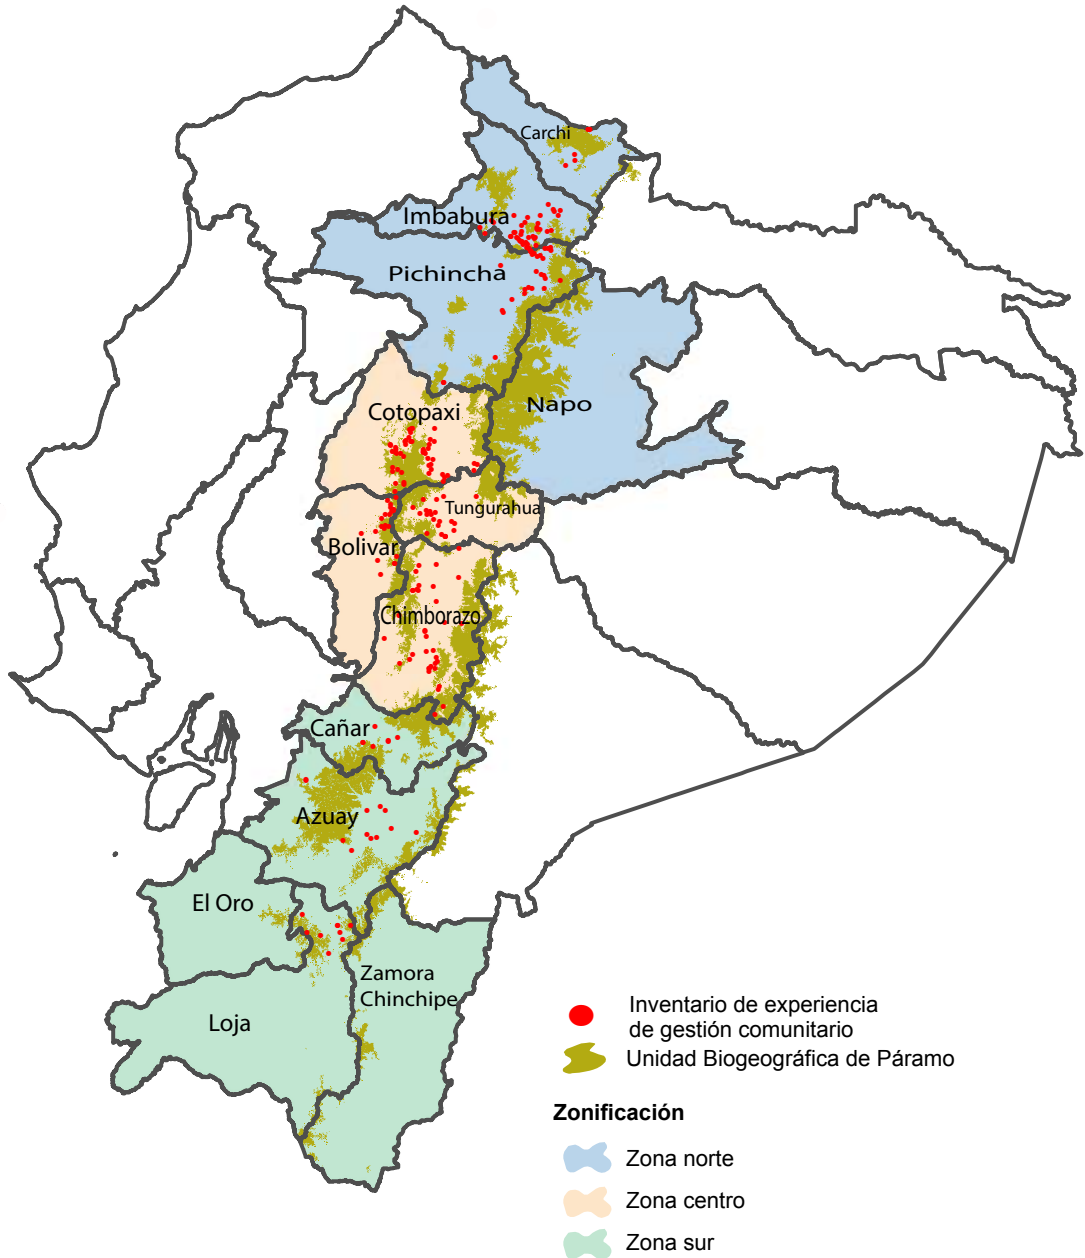 Carchi
Imbabura
Pichincha
Cotopaxi
Napo
Tungurahua
Bolivar
Chimborazo
Cañar
Azuay
El Oro
Zamora
Chinchipe
Loja
Inventario de experiencia
de gestión comunitario
Unidad Biogeográfica de Páramo
Zonificación
Zona norte
Zona centro
Zona sur